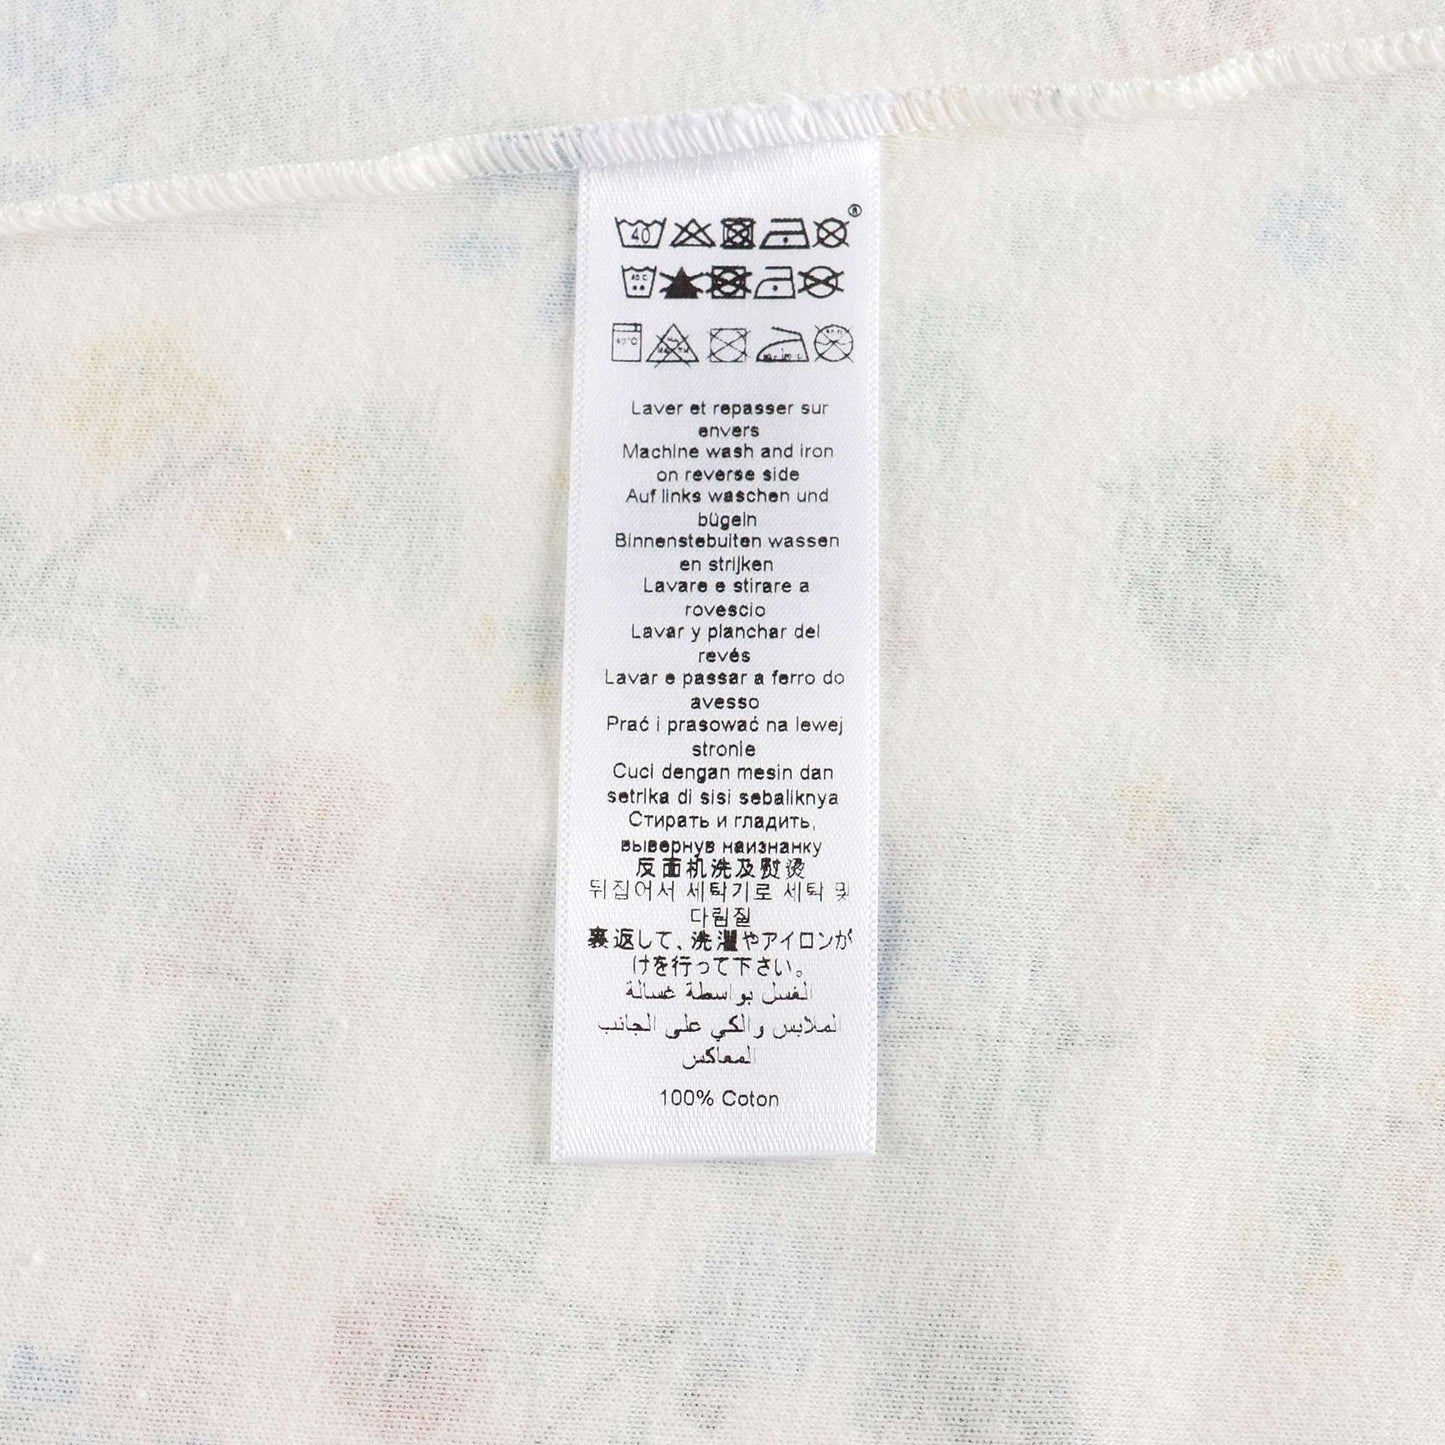 ®
40
40°C
40°C
Laver et repasser sur
envers
Machine wash and iron
on reverse side
Auf links waschen und
bügeln
Binnenstebuiten wassen
en strijken
Lavare e stirare a
rovescio
Lavar y planchar del
revés
Lavar e passar a ferro do
avesso
Prać i prasować na lewej
stronie
Cuci dengan mesin dan
setrika di sisi sebaliknya
Стирать и гладить,
вывернув наизнанку
反面机洗及熨烫
뒤집어서 세탁기로 세탁 및
다림질
裏返して、洗濯やアイロンが
けを行って下さい。
الغسل بواسطة غسالة
الملابس والكي على الجانب
المعاكس
100% Coton